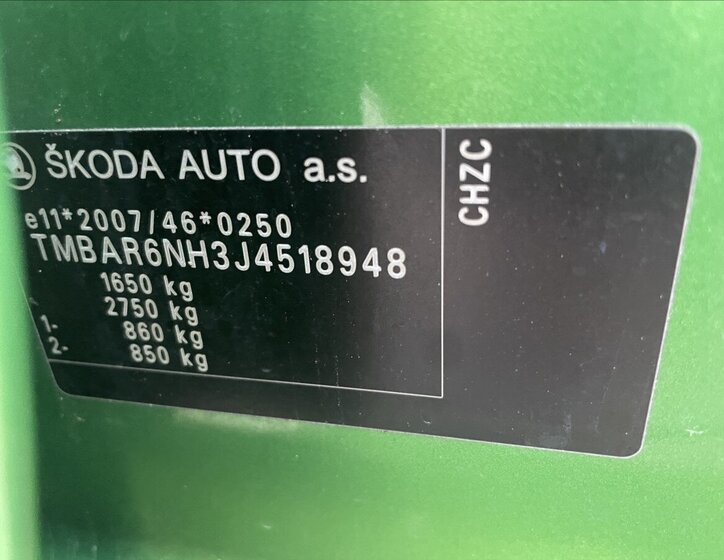 ŠKODA AUTO a.s.
e11*2007/46*0250
TMBAR6NH3J4518948
1650 kg
2750 kg
1- 860 kg
2- 850 kg
CHZC